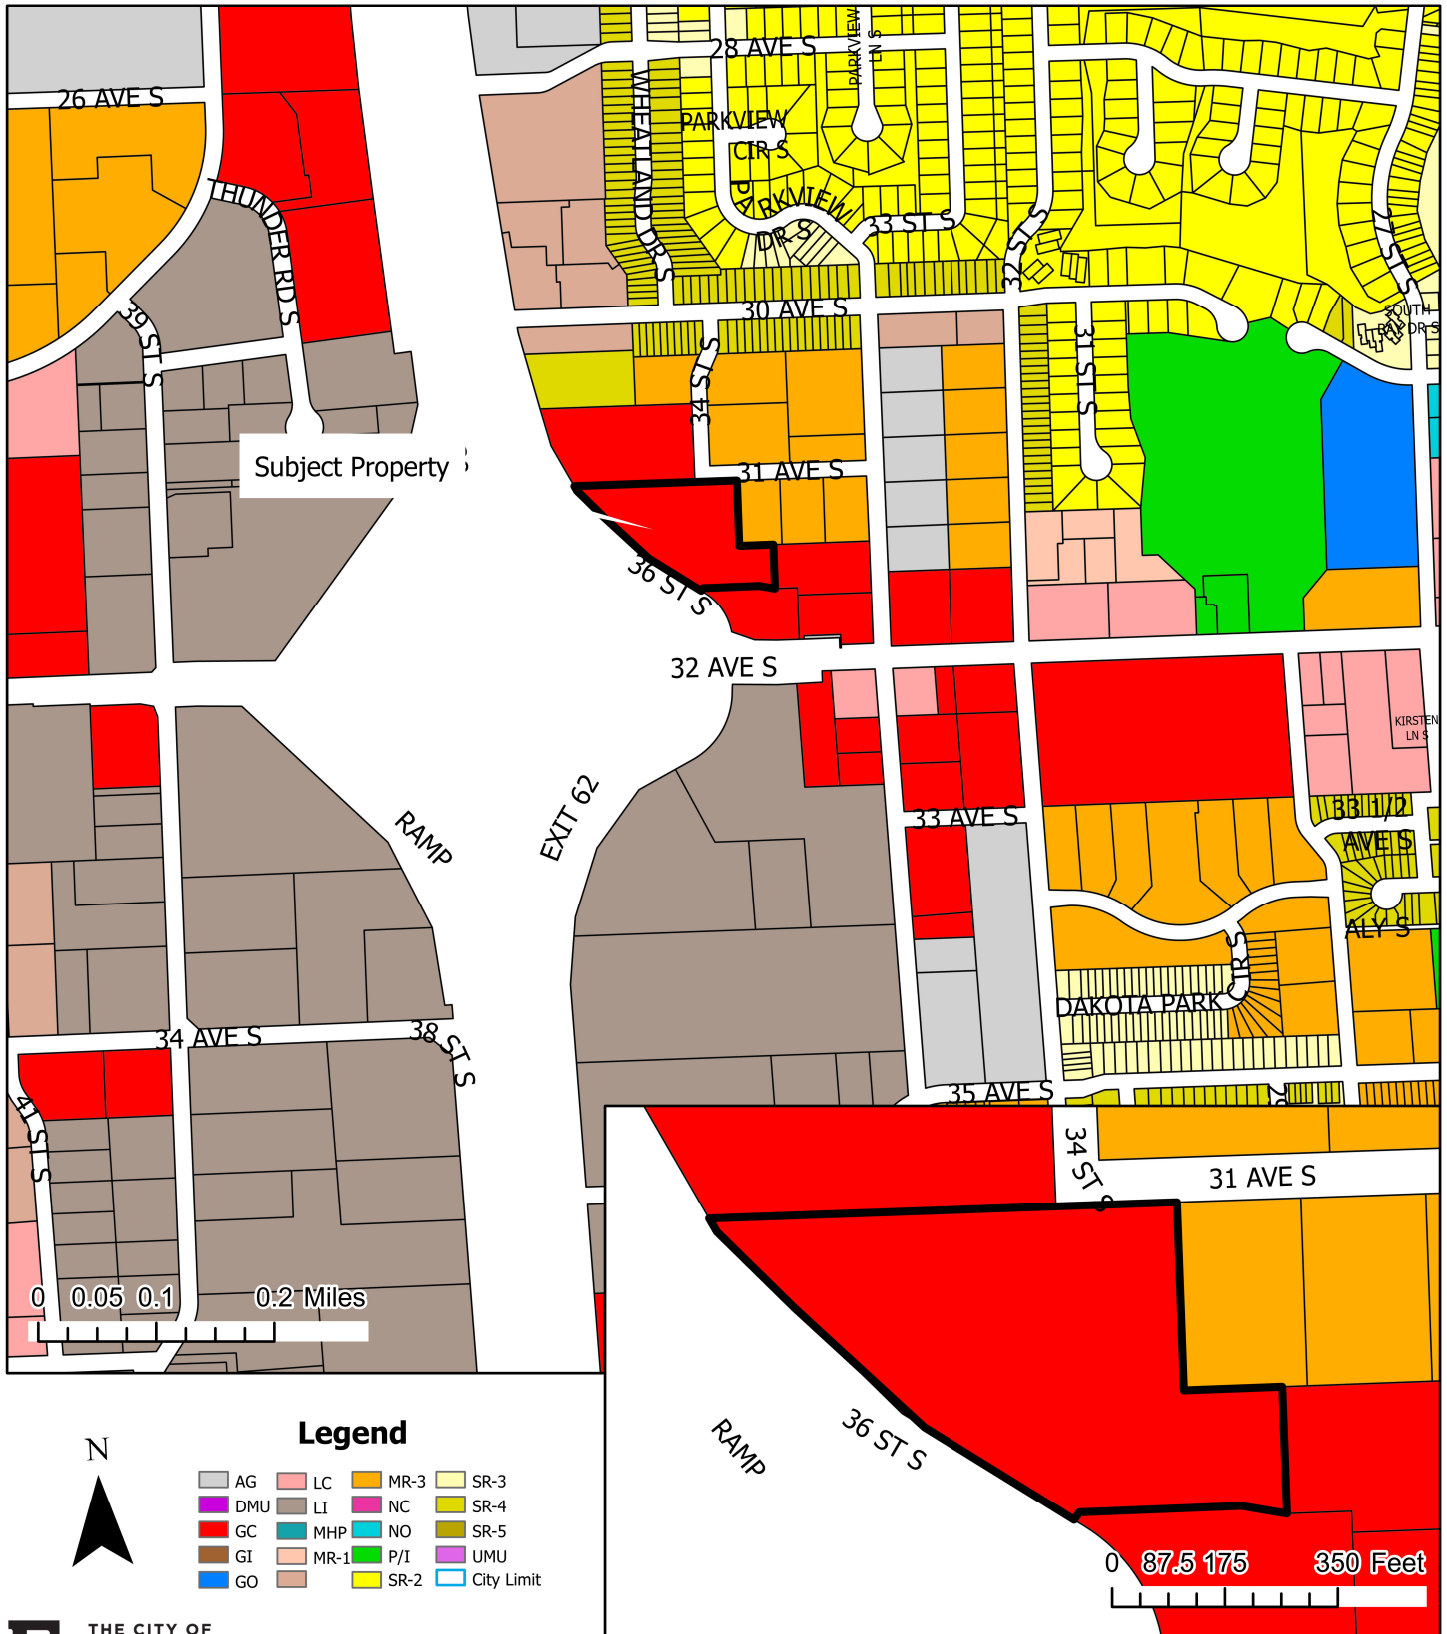 28 AVE S
PARKVIEW
LN S
26 AVE S
WHEATLAND DR S
PARKVIEW
CIR S
THUNDER RD S
PARKVIEW
DR S
33 ST S
32 ST S
27 ST S
39 ST S
30 AVE S
SOUTH
BAY DR S
34 ST S
31 ST S
Subject Property
31 AVE S
36 ST S
32 AVE S
KIRSTEN
LN S
RAMP
EXIT 62
33 AVE S
33 1/2
AVE S
ALY S
CIR S
DAKOTA PARK
34 AVE S
38 ST S
35 AVE S
41 ST S
34 ST S
31 AVE S
0 0.05 0.1 0.2 Miles
RAMP
36 ST S
0 87.5 175 350 Feet
N
Legend
AG LC MR-3 SR-3
DMU LI NC SR-4
GC MHP NO SR-5
GI MR-1 P/I UMU
GO SR-2 City Limit
THE CITY OF